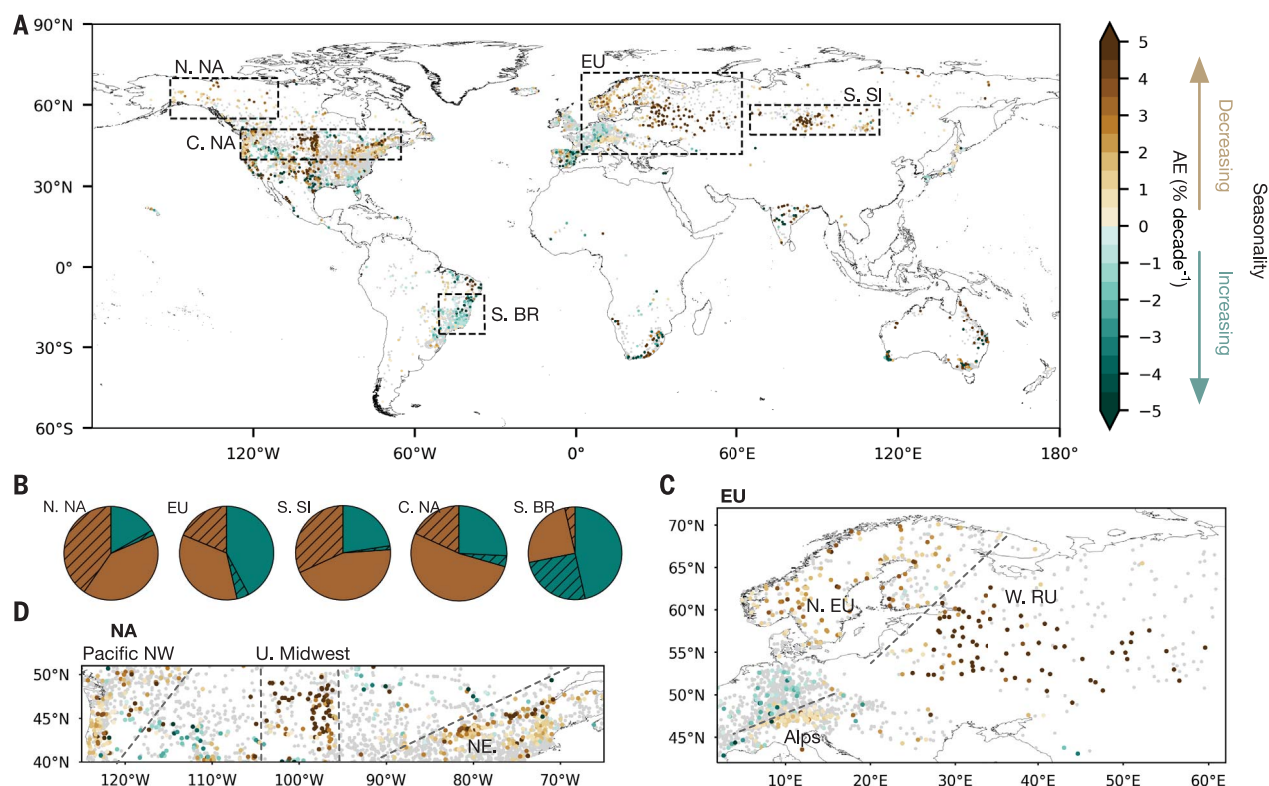 A
90°N
60°N
30°N
0°
30°S
60°S
120°W
60°W
0°
60°E
120°E
180°
N. NA
C. NA
EU
S. SI
S. BR
5
4
3
2
1
0
−1
−2
−3
−4
−5
AE (% decade⁻¹)
Decreasing
Increasing
Seasonality
B
N. NA
EU
S. SI
C. NA
S. BR
C
EU
70°N
65°N
60°N
55°N
50°N
45°N
10°E
20°E
30°E
40°E
50°E
60°E
N. EU
W. RU
Alps
D
NA
Pacific NW
U. Midwest
50°N
45°N
40°N
120°W
110°W
100°W
90°W
80°W
70°W
NE.